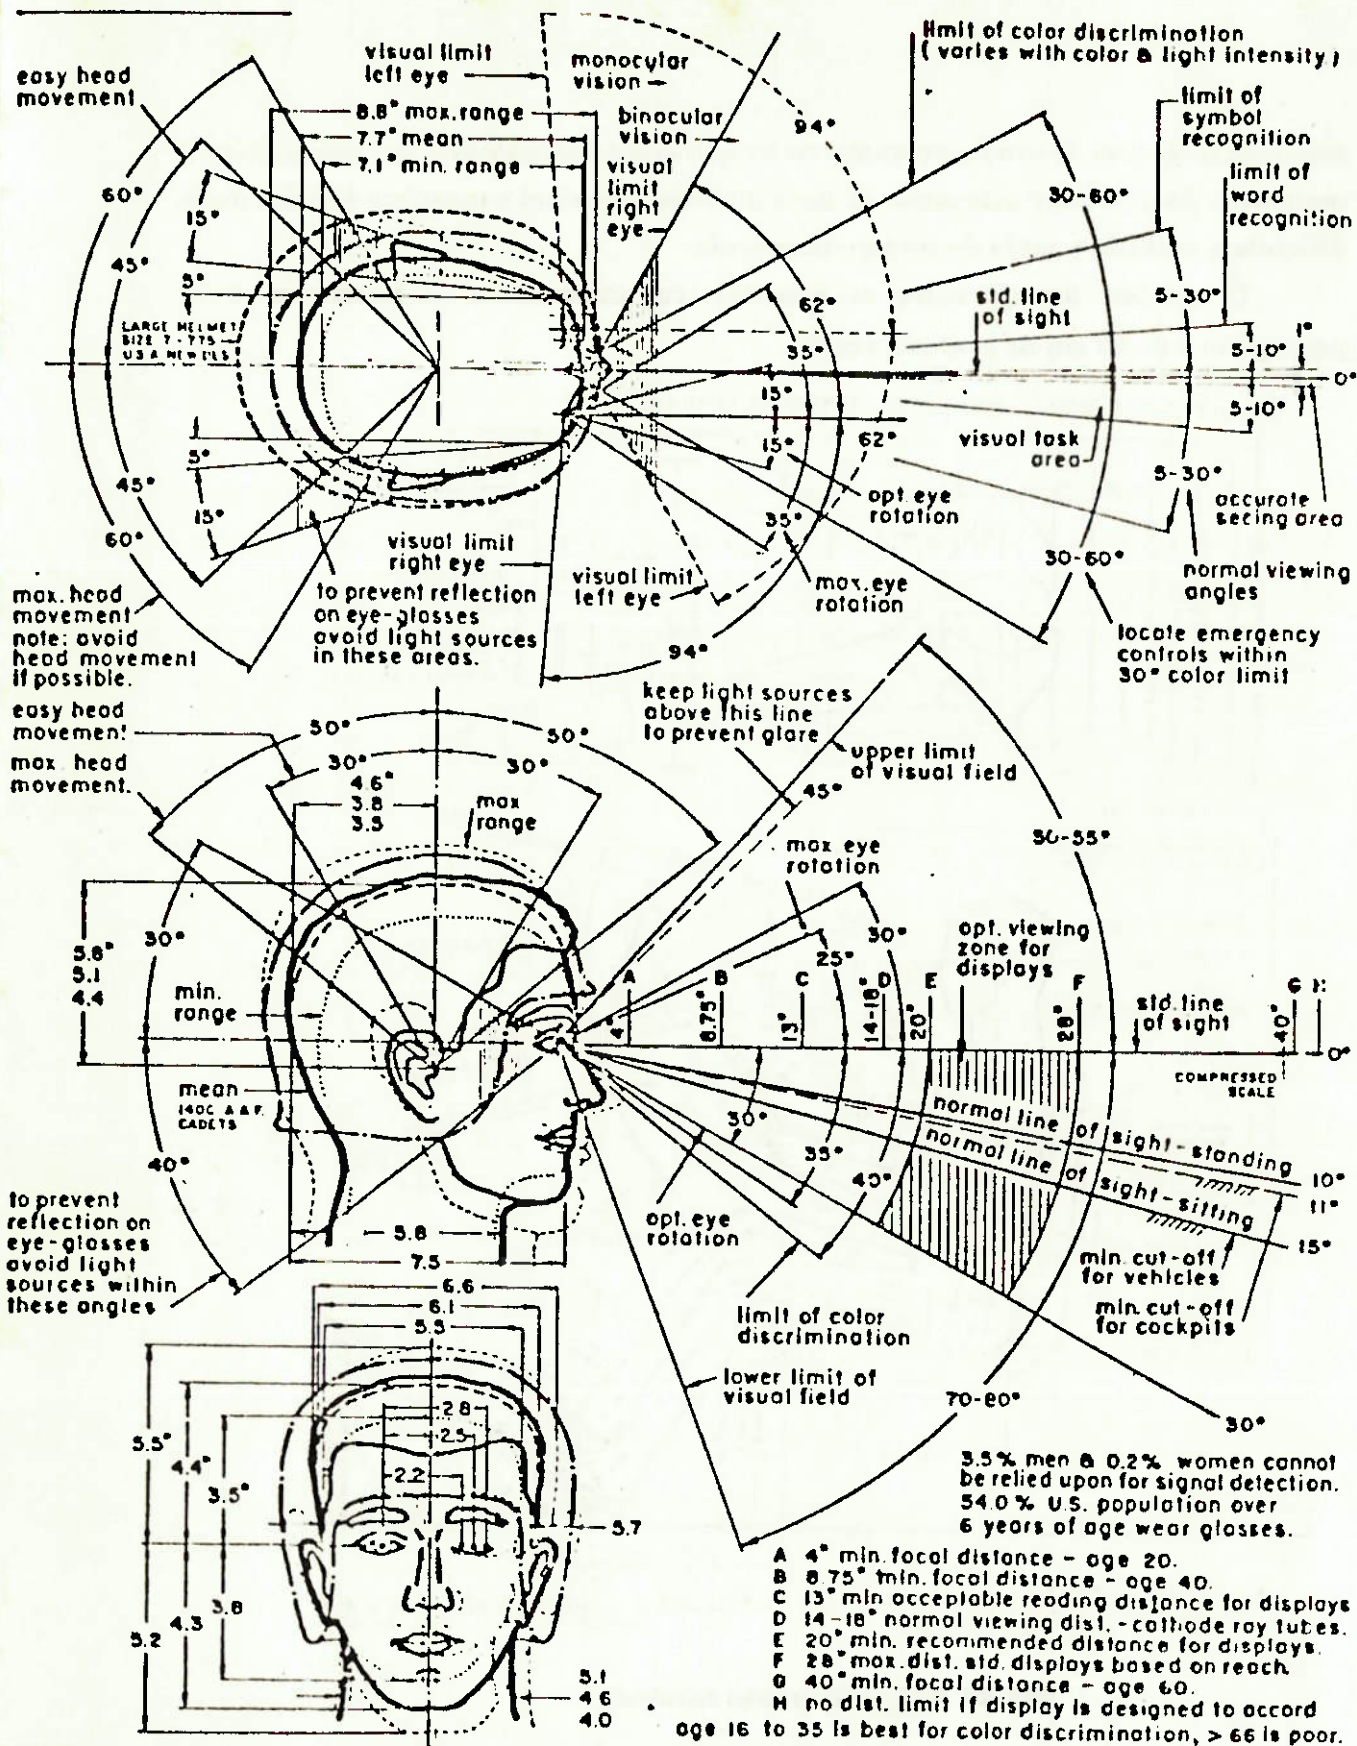 limit of color discrimination
( varies with color & light intensity )
visual limit
left eye
monocular
vision
easy head
movement
limit of
symbol
recognition
8.8" max. range
binocular
vision
94°
7.7" mean
7.1" min. range
visual
limit
right
eye
limit of
word
recognition
60°
30-60°
15°
45°
5°
std. line
of sight
5-30°
62°
1°
LARGE HELMET
35°
5-10°
15°
0°
5-10°
15°
62°
visual task
area
5°
5-30°
45°
opt. eye
rotation
accurate
seeing area
15°
35°
60°
visual limit
right eye
30-60°
visual limit
left eye
max. eye
rotation
normal viewing
angles
max. head
movement
note: avoid
head movement
if possible.
to prevent reflection
on eye-glasses
avoid light sources
in these areas.
94°
locate emergency
controls within
30° color limit
keep light sources
above this line
to prevent glare
easy head
movement
50°
50°
max. head
movement.
30°
30°
upper limit
of visual field
4.6"
3.8
3.5
max
range
45°
50-55°
max eye
rotation
30°
25°
opt. viewing
zone for
displays
5.8"
5.1
4.4
30°
min.
range
A B C D E F G H
4" 8.75" 13" 14-18" 20" 28" 40"
std. line
of sight
0°
COMPRESSED
SCALE
mean
1400 A.A.F.
CADETS
30°
normal line of sight-standing
normal line of sight-sitting
35°
40°
10°
11°
15°
40°
to prevent
reflection on
eye-glasses
avoid light
sources within
these angles
opt. eye
rotation
5.8
7.5
min. cut-off
for vehicles
min. cut-off
for cockpits
limit of color
discrimination
6.6
6.1
5.5
lower limit of
visual field
70-80°
30°
2.8
2.5
2.2
5.5"
4.4"
3.5"
5.7
5.2
4.3
3.8
5.1
4.6
4.0
3.5% men & 0.2% women cannot
be relied upon for signal detection.
54.0% U.S. population over
6 years of age wear glasses.
A 4" min. focal distance - age 20.
B 8.75" min. focal distance - age 40.
C 13" min acceptable reading distance for displays
D 14-18" normal viewing dist. - cathode ray tubes.
E 20" min. recommended distance for displays.
F 28" max. dist. std. displays based on reach
G 40" min. focal distance - age 60.
H no dist. limit if display is designed to accord
age 16 to 35 is best for color discrimination, > 66 is poor.